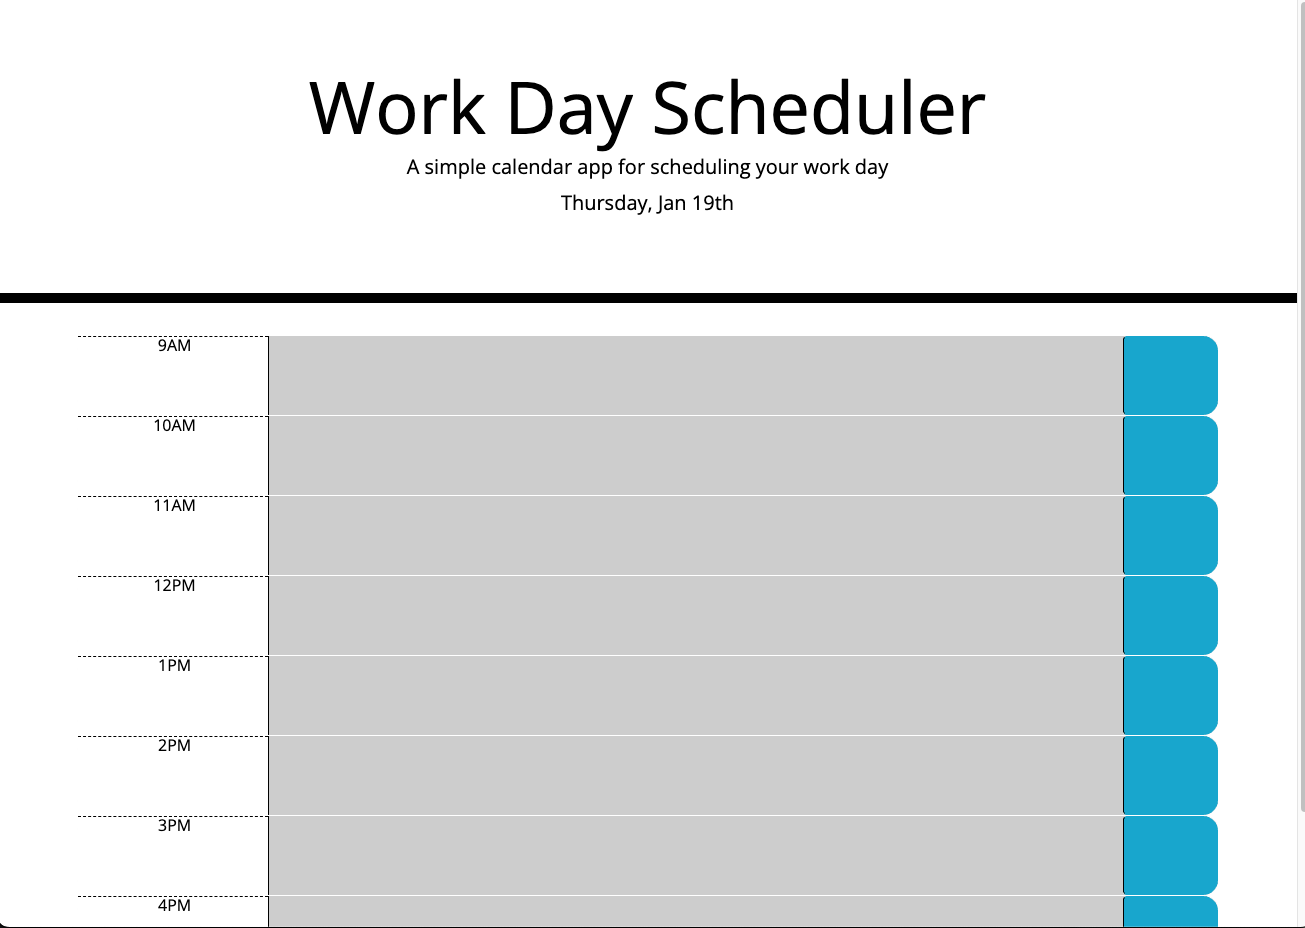 Work Day Scheduler
A simple calendar app for scheduling your work day
Thursday, Jan 19th
9AM
10AM
11AM
12PM
1PM
2PM
3PM
4PM